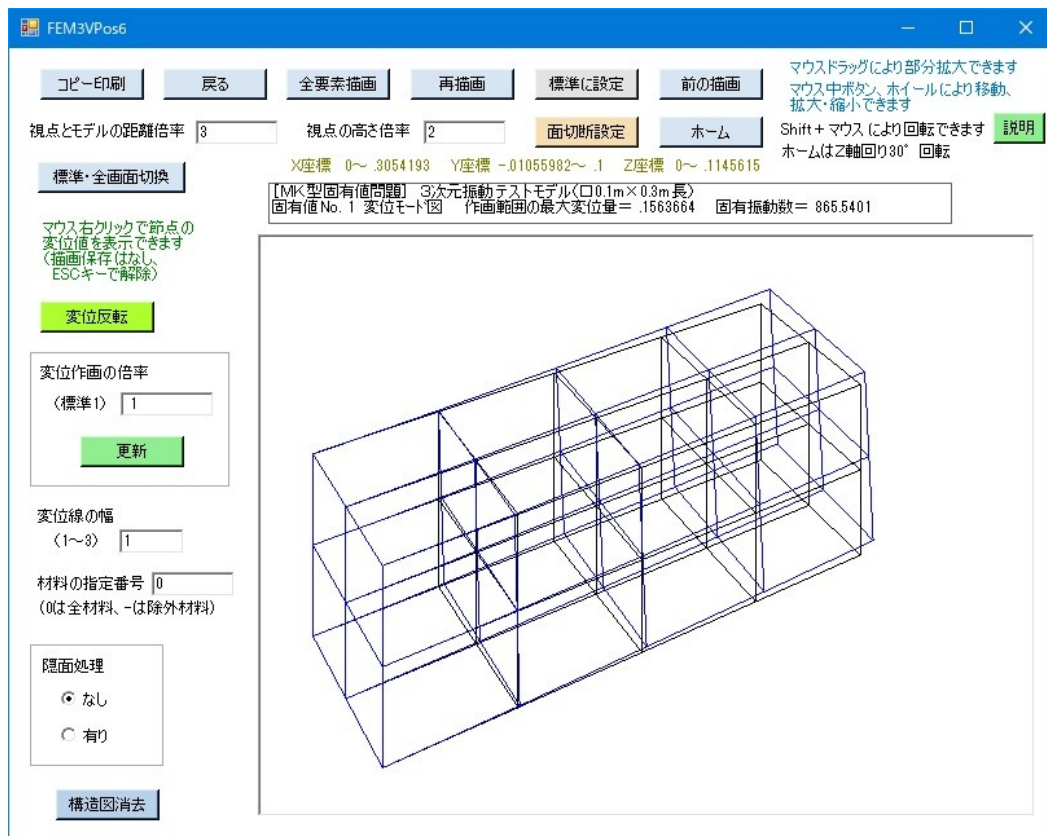 FEM3VPos6
コピー印刷
戻る
全要素描画
再描画
標準に設定
前の描画
マウスドラッグにより部分拡大できます
マウス中ボタン、ホイールにより移動、
拡大・縮小できます
視点とモデルの距離倍率 3
視点の高さ倍率 2
面切断設定
ホーム
Shift+マウスにより回転できます
説明
ホームはZ軸回り30° 回転
標準・全画面切換
X座標 0～ .3054193 Y座標 -.01055982～ .1 Z座標 0～ .1145615
【MK型固有値問題】 3次元振動テストモデル(口0.1m×0.3m長)
固有値No. 1 変位モード図 作画範囲の最大変位量= .1563664 固有振動数= 865.5401
マウス右クリックで節点の
変位値を表示できます
(描画保存はなし、
ESCキーで解除)
変位反転
変位作画の倍率
(標準1) 1
更新
変位線の幅
(1～3) 1
材料の指定番号 0
(0は全材料、-は除外材料)
隠面処理
なし
有り
構造図消去